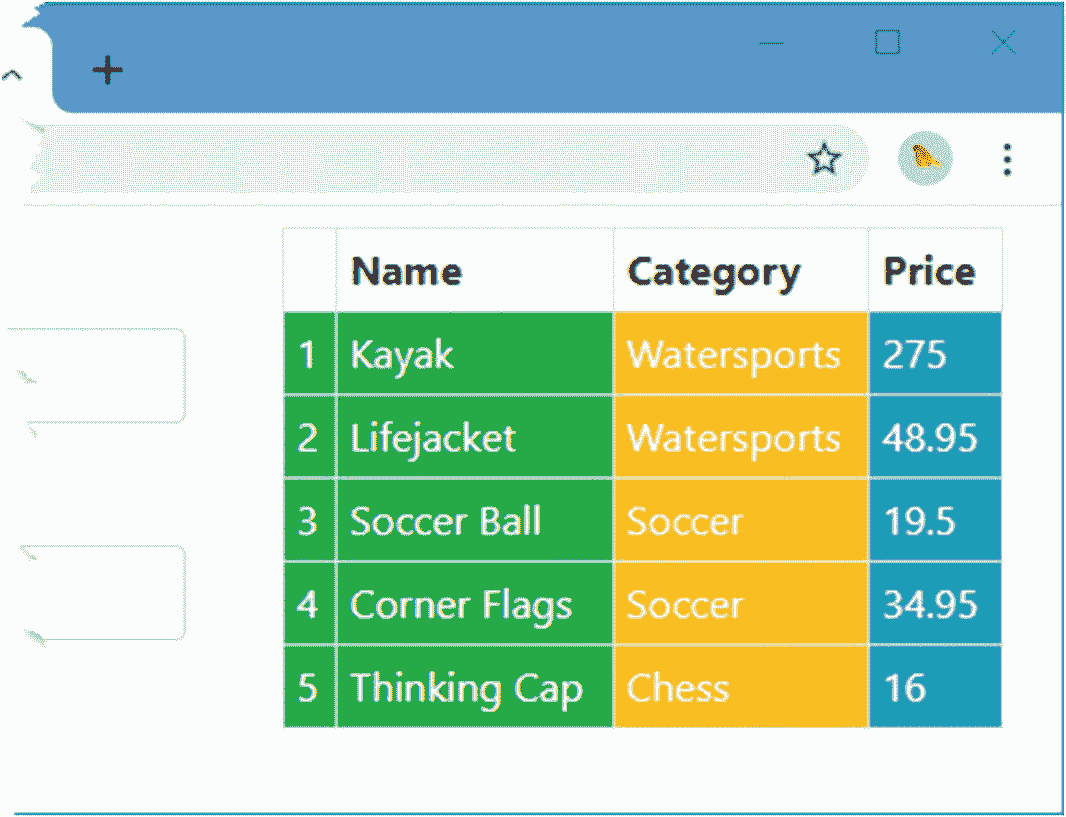 Name Category Price
1 Kayak Watersports 275
2 Lifejacket Watersports 48.95
3 Soccer Ball Soccer 19.5
4 Corner Flags Soccer 34.95
5 Thinking Cap Chess 16